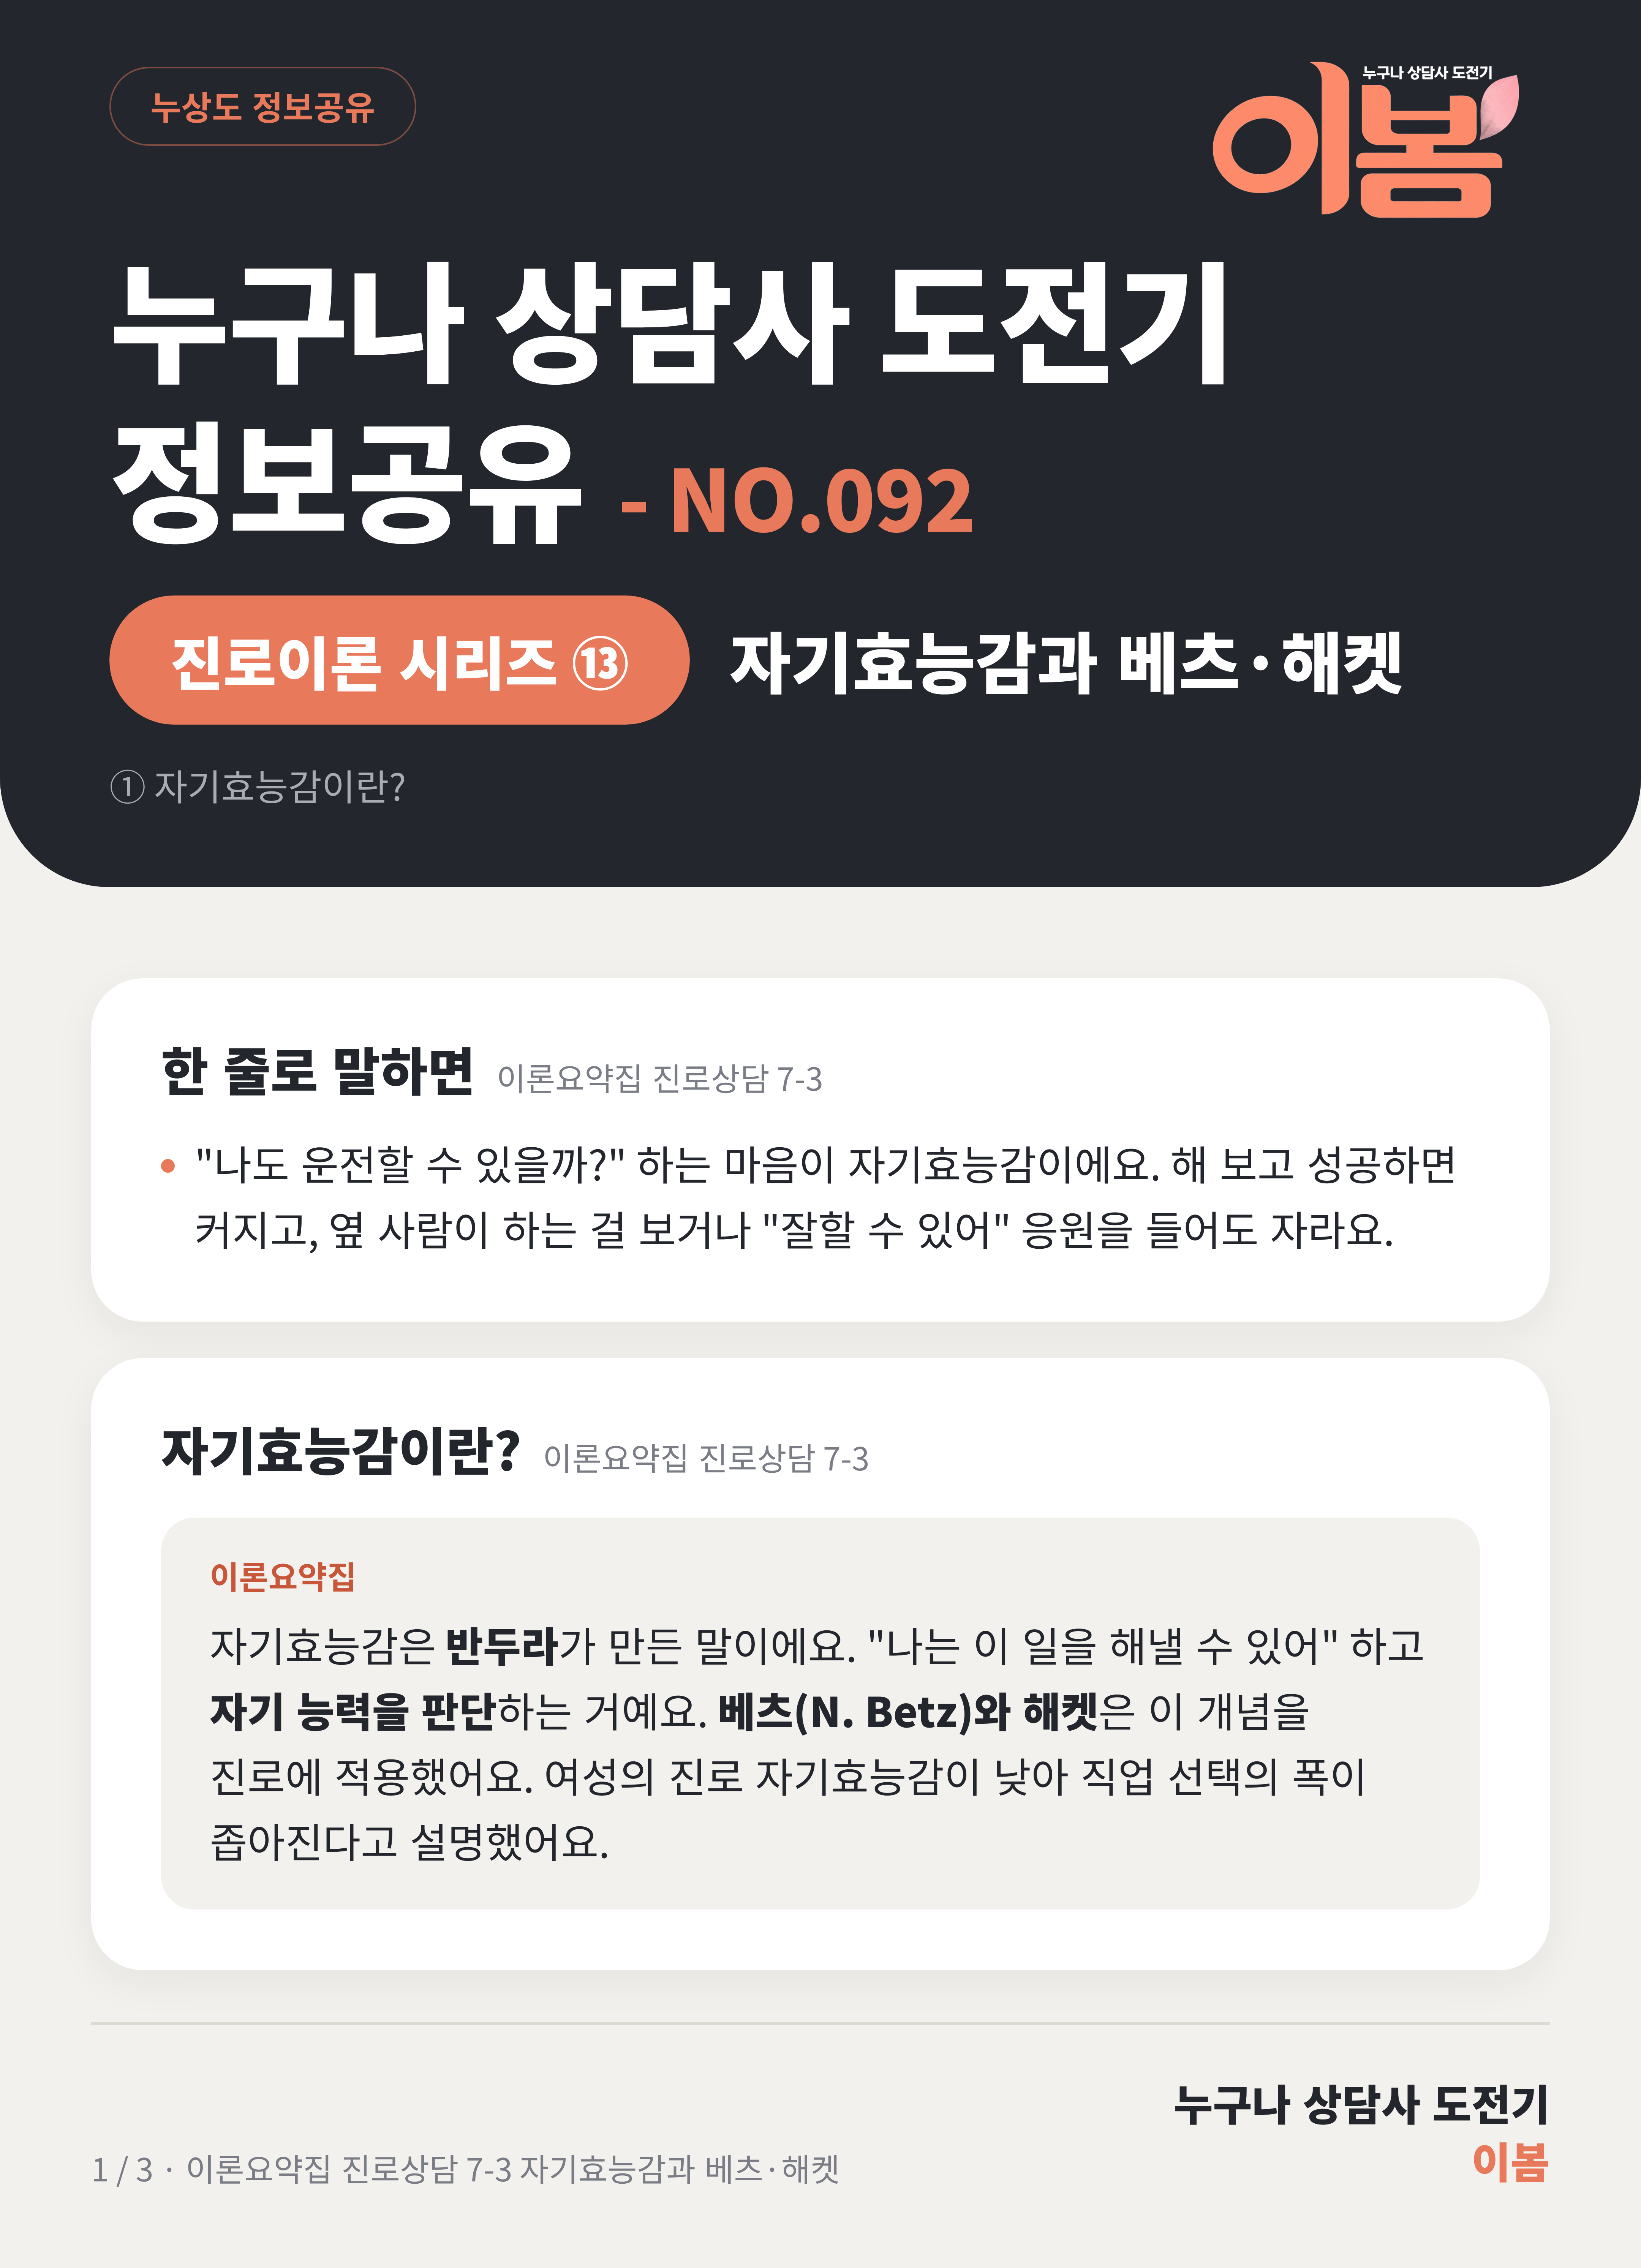 누상도 정보공유
누구나 상담사 도전기
이봄
누구나 상담사 도전기
정보공유 - NO.092
진로이론 시리즈 ⑬ 자기효능감과 베츠·해켓
① 자기효능감이란?
한 줄로 말하면 이론요약집 진로상담 7-3
• "나도 운전할 수 있을까?" 하는 마음이 자기효능감이에요. 해 보고 성공하면
커지고, 옆 사람이 하는 걸 보거나 "잘할 수 있어" 응원을 들어도 자라요.
자기효능감이란? 이론요약집 진로상담 7-3
이론요약집
자기효능감은 반두라가 만든 말이에요. "나는 이 일을 해낼 수 있어" 하고
자기 능력을 판단하는 거예요. 베츠(N. Betz)와 해켓은 이 개념을
진로에 적용했어요. 여성의 진로 자기효능감이 낮아 직업 선택의 폭이
좁아진다고 설명했어요.
누구나 상담사 도전기
이봄
1 / 3 · 이론요약집 진로상담 7-3 자기효능감과 베츠·해켓